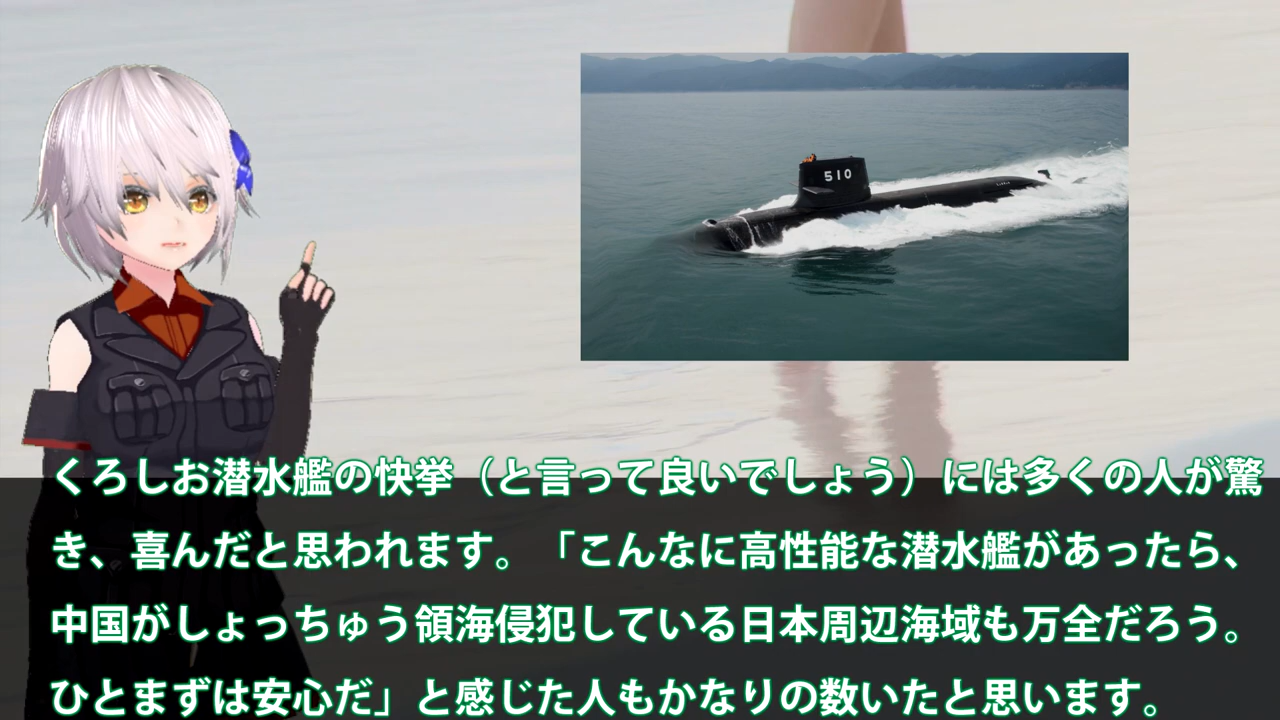 510
くろしお潜水艦の快挙（と言って良いでしょう）には多くの人が驚
き、喜んだと思われます。「こんなに高性能な潜水艦があったら、
中国がしょっちゅう領海侵犯している日本周辺海域も万全だろう。
ひとまずは安心だ」と感じた人もかなりの数いたと思います。